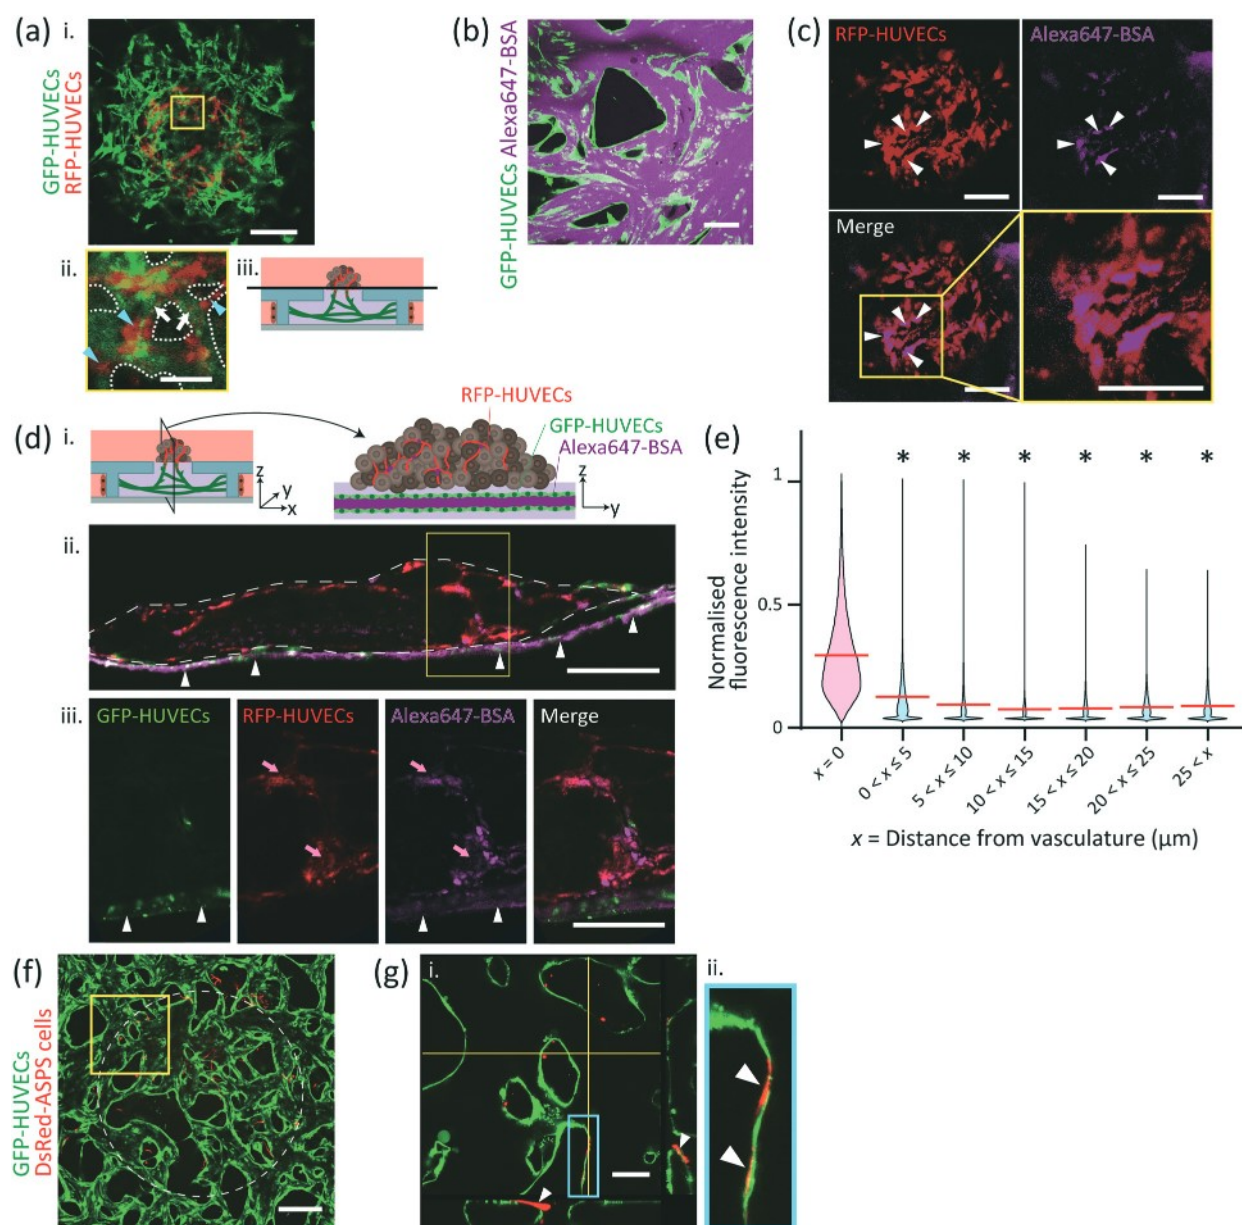 (a) i.
GFP-HUVECs
RFP-HUVECs
ii.
iii.
(b)
GFP-HUVECs Alexa647-BSA
(c)
RFP-HUVECs
Alexa647-BSA
Merge
(d) i.
z
y
x
RFP-HUVECs
GFP-HUVECs
Alexa647-BSA
z
y
ii.
iii.
GFP-HUVECs
RFP-HUVECs
Alexa647-BSA
Merge
(e)
Normalised
fluorescence intensity
1
0.5
0
* * * * * *
x = 0
0 < x ≤ 5
5 < x ≤ 10
10 < x ≤ 15
15 < x ≤ 20
20 < x ≤ 25
25 < x
x = Distance from vasculature (μm)
(f)
GFP-HUVECs
DsRed-ASPS cells
(g) i.
ii.